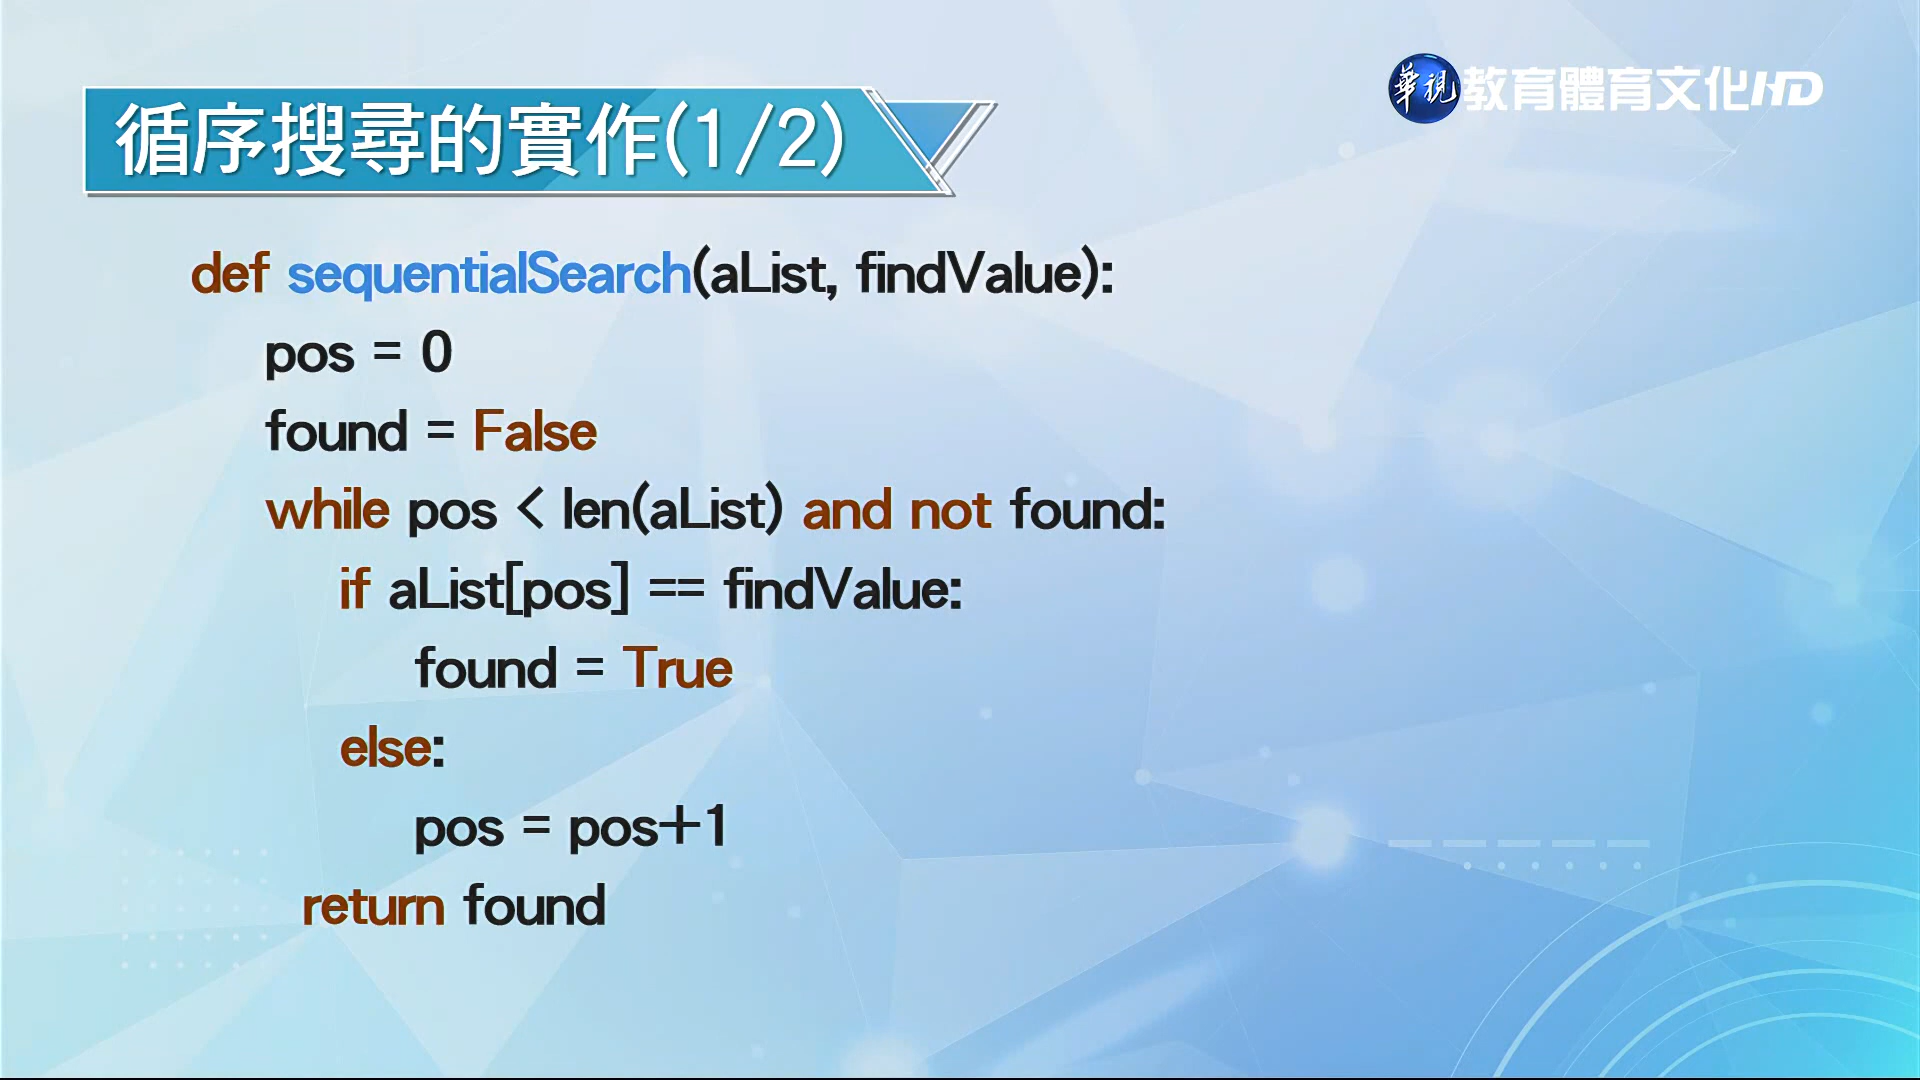 華視教育體育文化HD
循序搜尋的實作(1/2)
def sequentialSearch(aList, findValue):
pos = 0
found = False
while pos < len(aList) and not found:
if aList[pos] == findValue:
found = True
else:
pos = pos+1
return found